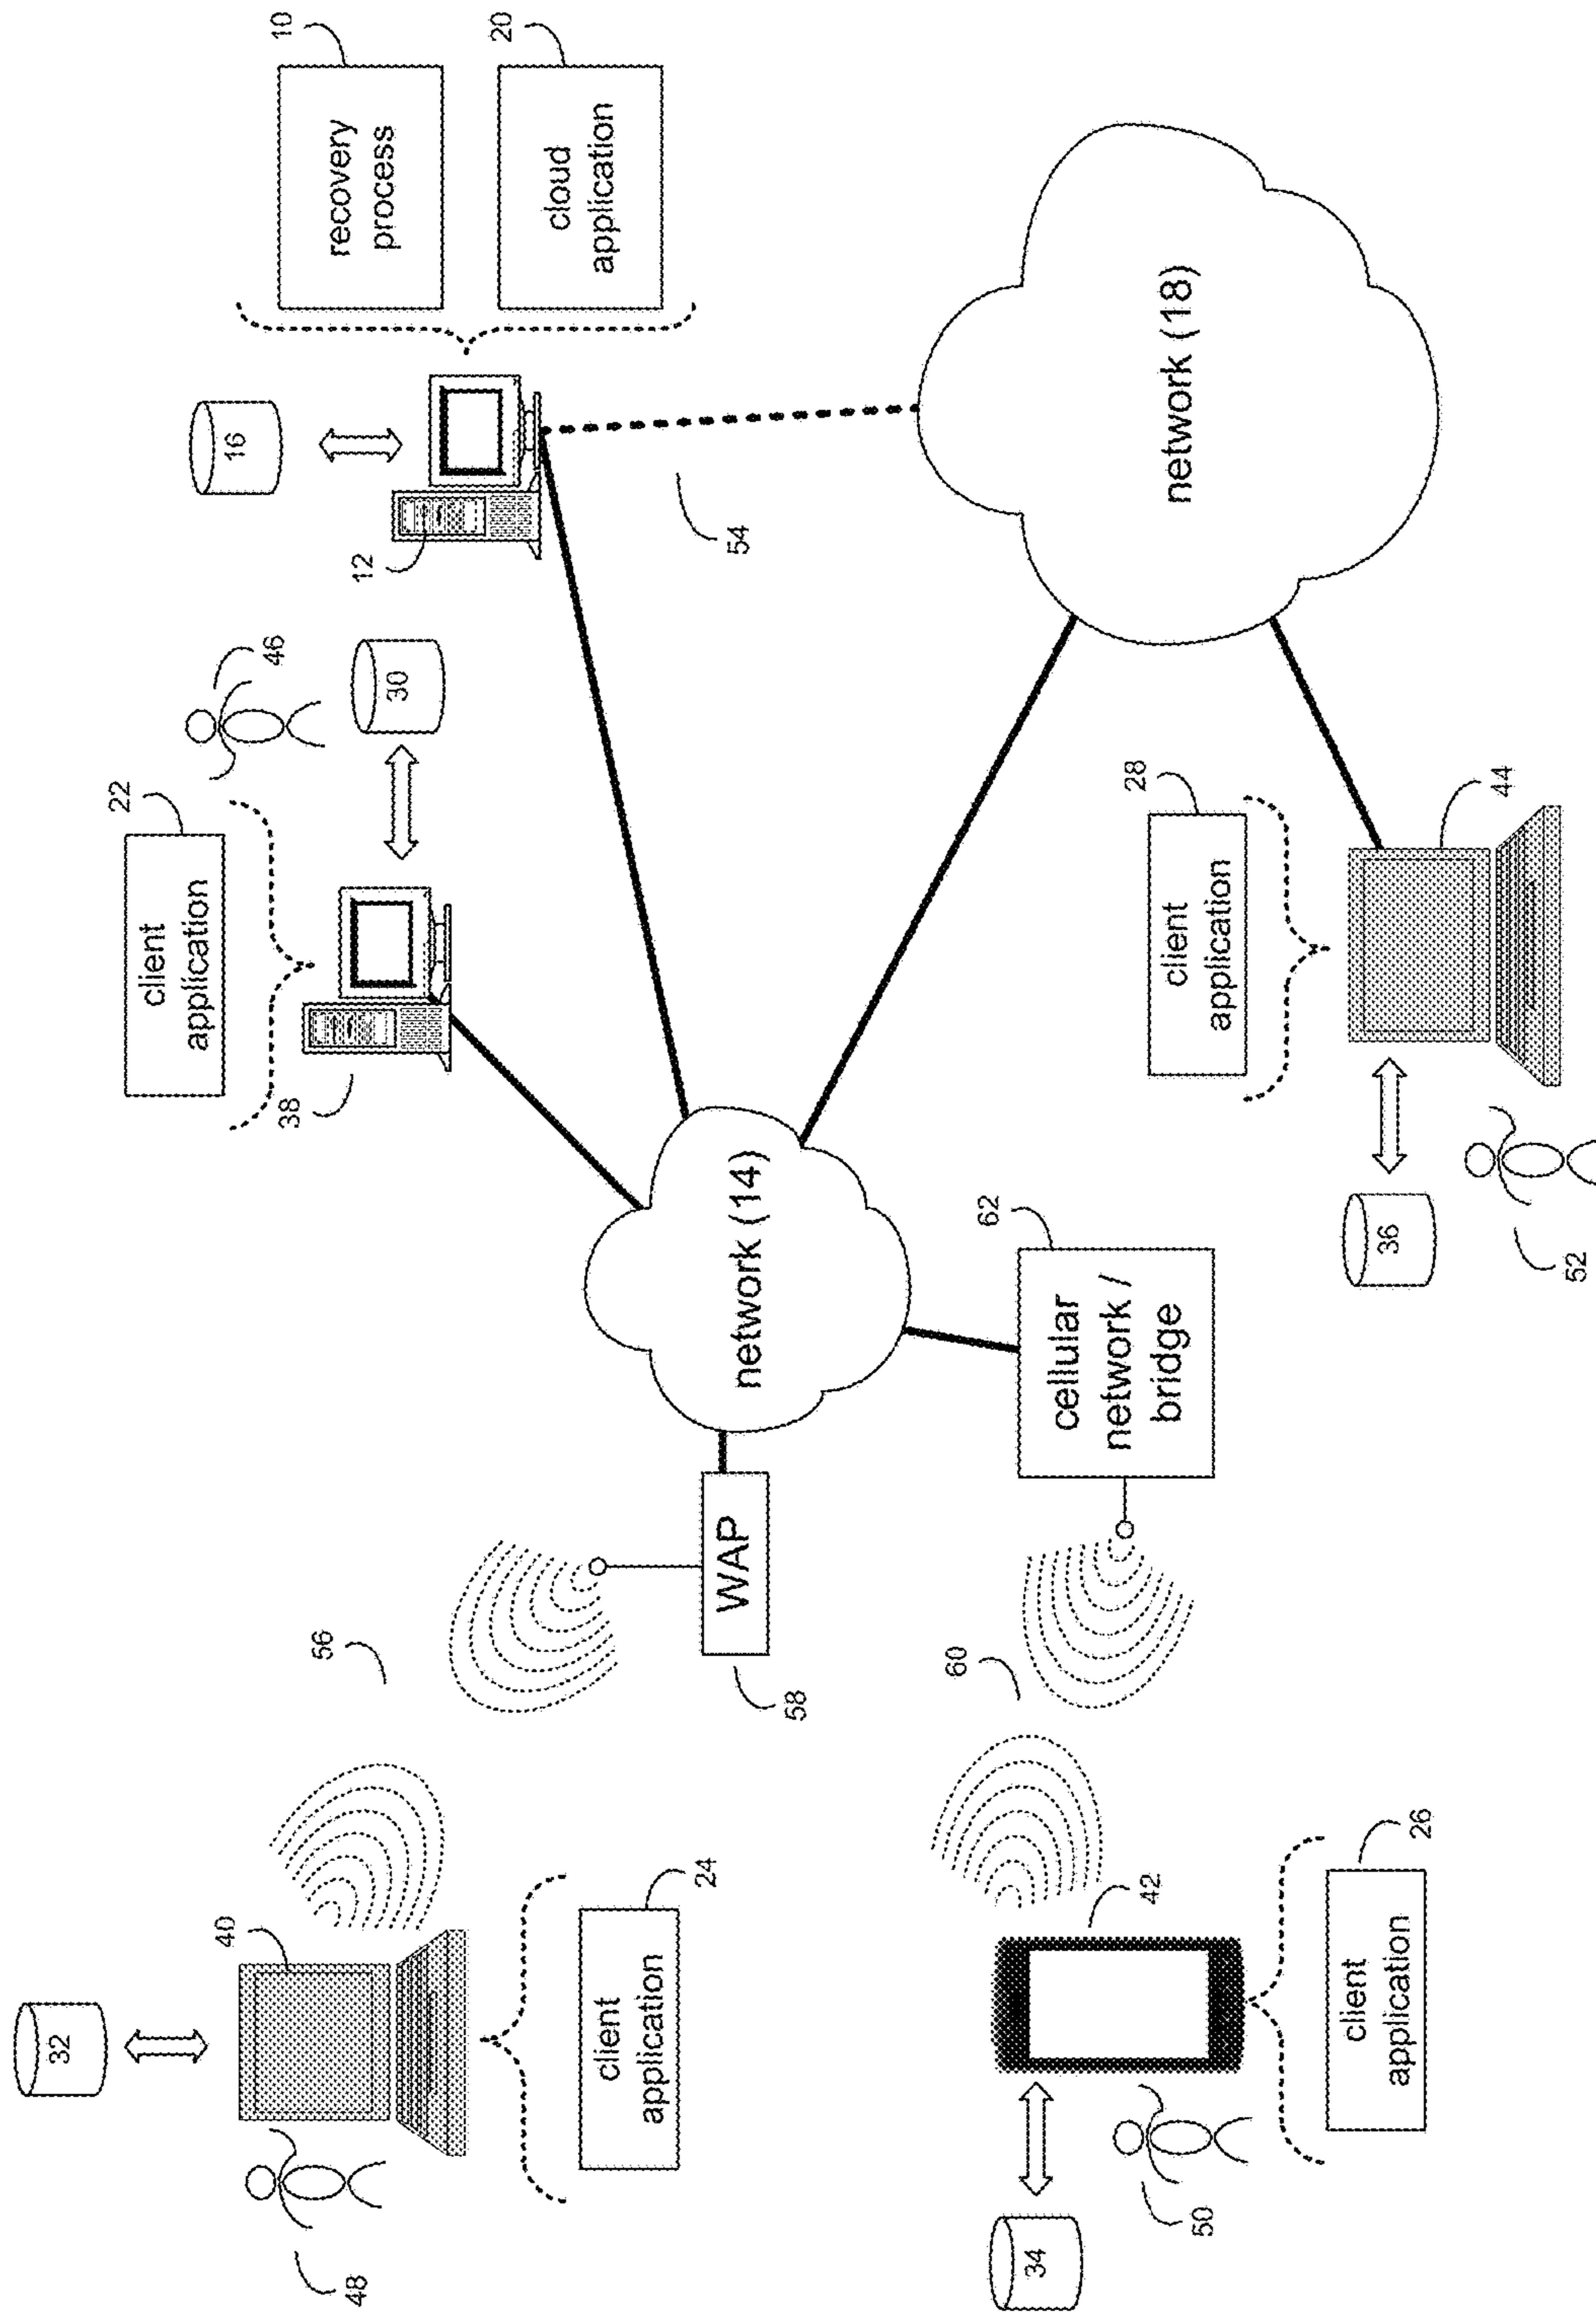 32
40
48
client
application
24
56
WAP
58
client
application
22
38
46
30
16
12
recovery
process
10
cloud
application
20
54
network (14)
34
42
50
client
application
26
60
cellular
network /
bridge
62
network (18)
client
application
28
44
36
52